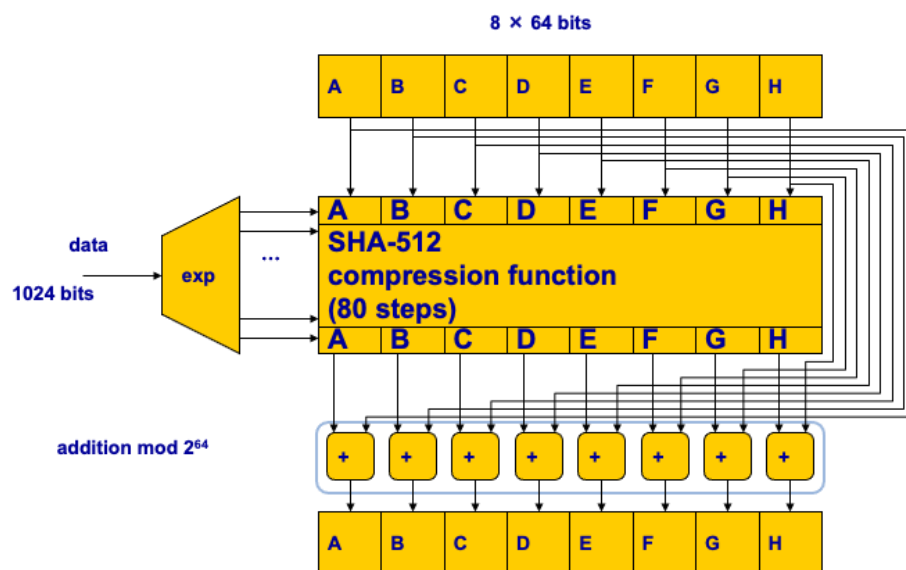 8 × 64 bits
A B C D E F G H
A B C D E F G H
data
exp
...
SHA-512
compression function
1024 bits
(80 steps)
A B C D E F G H
addition mod 2⁶⁴
+ + + + + + + +
A B C D E F G H